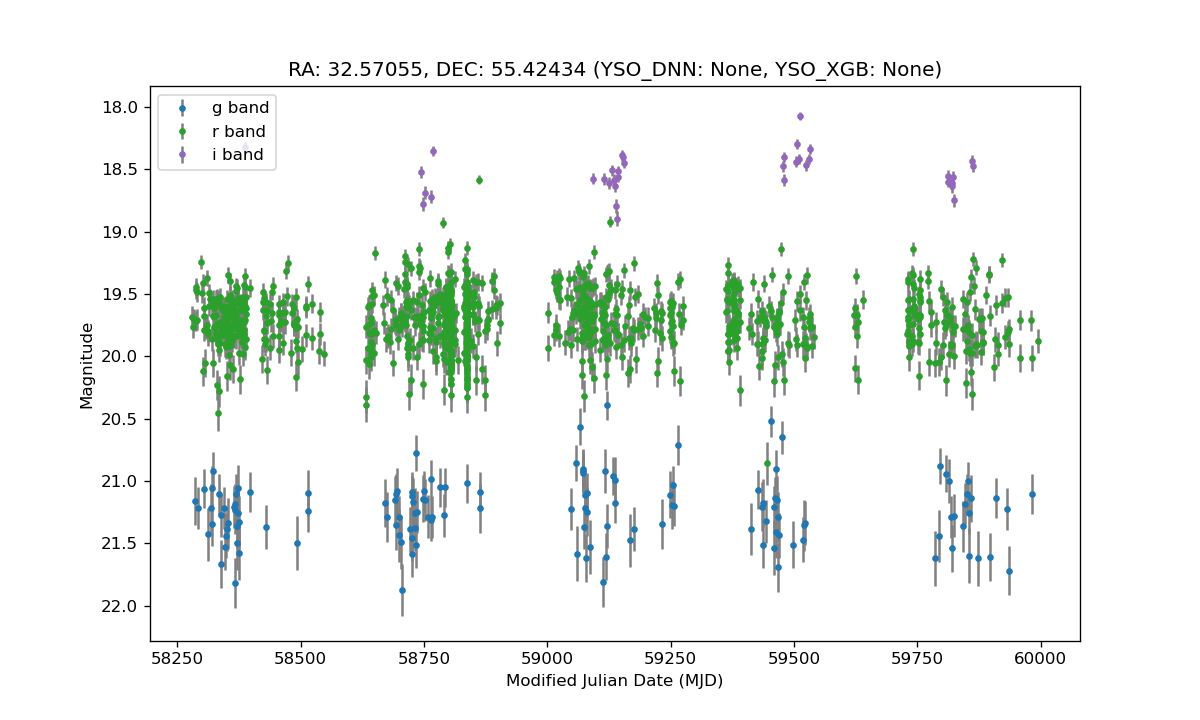 RA: 32.57055, DEC: 55.42434 (YSO_DNN: None, YSO_XGB: None)
g band
r band
i band
18.0
18.5
19.0
19.5
20.0
20.5
21.0
21.5
22.0
Magnitude
58250 58500 58750 59000 59250 59500 59750 60000
Modified Julian Date (MJD)